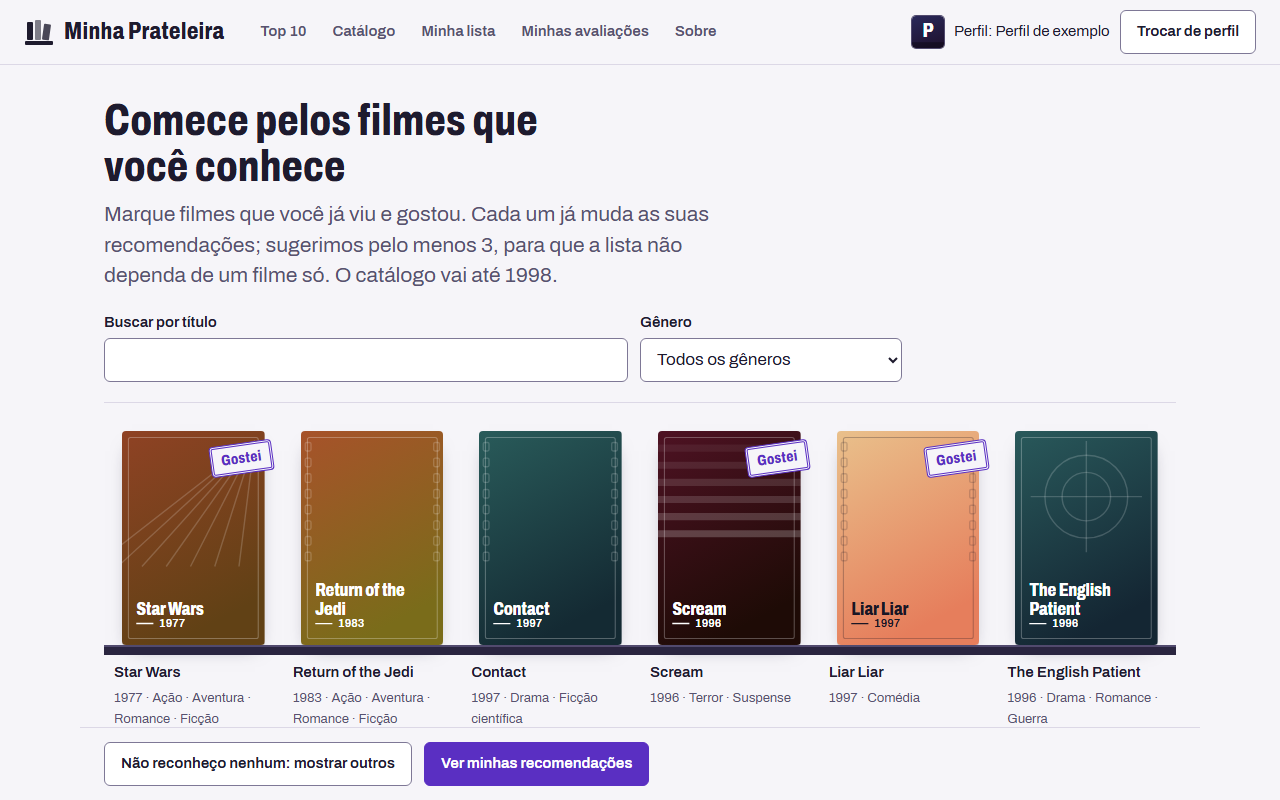 Minha Prateleira
Top 10
Catálogo
Minha lista
Minhas avaliações
Sobre
P
Perfil: Perfil de exemplo
Trocar de perfil
Comece pelos filmes que
você conhece
Marque filmes que você já viu e gostou. Cada um já muda as suas
recomendações; sugerimos pelo menos 3, para que a lista não
dependa de um filme só. O catálogo vai até 1998.
Buscar por título
Gênero
Todos os gêneros
Gostei
Star Wars
1977
Return of the
Jedi
1983
Contact
1997
Gostei
Scream
1996
Gostei
Liar Liar
1997
The English
Patient
1996
Star Wars
1977 · Ação · Aventura ·
Romance · Ficção
Return of the Jedi
1983 · Ação · Aventura ·
Romance · Ficção
Contact
1997 · Drama · Ficção
científica
Scream
1996 · Terror · Suspense
Liar Liar
1997 · Comédia
The English Patient
1996 · Drama · Romance ·
Guerra
Não reconheço nenhum: mostrar outros
Ver minhas recomendações